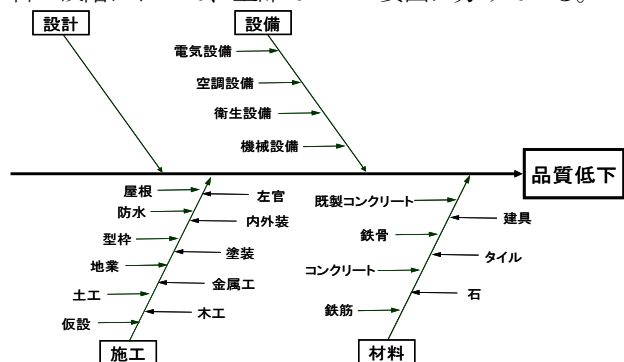 設計
設備
電気設備
空調設備
衛生設備
機械設備
品質低下
屋根
左官
防水
内外装
型枠
塗装
地業
金属工
土工
木工
仮設
施工
既製コンクリート
建具
鉄骨
タイル
コンクリート
石
鉄筋
材料